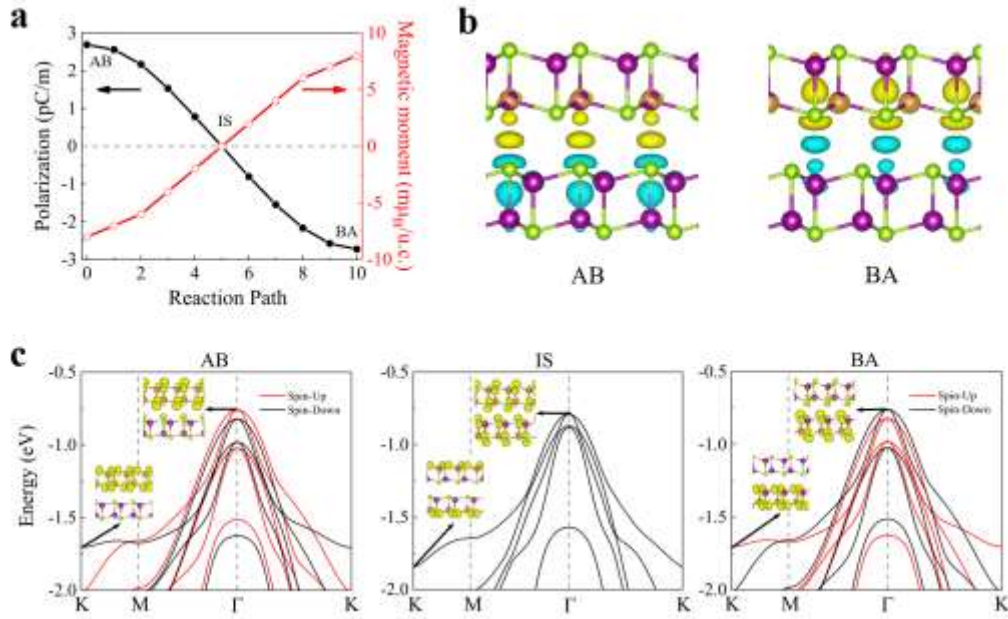 a
Polarization (pC/m)
3
2
1
0
-1
-2
-3
AB
IS
BA
10
5
0
-5
-10
Magnetic moment (mμB/u.c.)
0 2 4 6 8 10
Reaction Path
b
AB BA
c
AB IS BA
Energy (eV)
-0.5
-1.0
-1.5
-2.0
Spin-Up
Spin-Down
K M Γ K
-0.5
-1.0
-1.5
-2.0
K M Γ K
-0.5
-1.0
-1.5
-2.0
Spin-Up
Spin-Down
K M Γ K